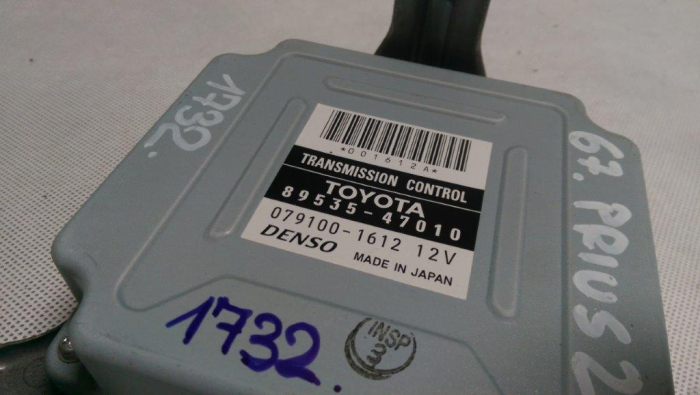 1732.
*001612A*
TRANSMISSION CONTROL
TOYOTA
89535-47010
079100-1612 12V
DENSO MADE IN JAPAN
1732.
INSP
3
67. PRIUS 2